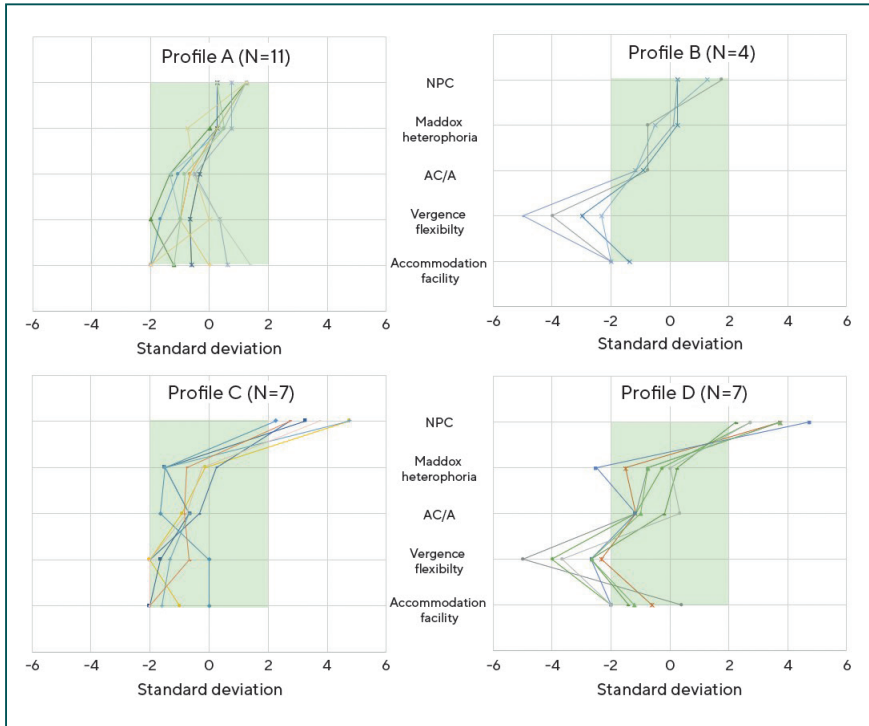 Profile A (N=11)
Profile B (N=4)
NPC
Maddox
heterophoria
AC/A
Vergence
flexibilty
Accommodation
facility
-6 -4 -2 0 2 4 6
Standard deviation
-6 -4 -2 0 2 4 6
Standard deviation
Profile C (N=7)
Profile D (N=7)
NPC
Maddox
heterophoria
AC/A
Vergence
flexibilty
Accommodation
facility
-6 -4 -2 0 2 4 6
Standard deviation
-6 -4 -2 0 2 4 6
Standard deviation